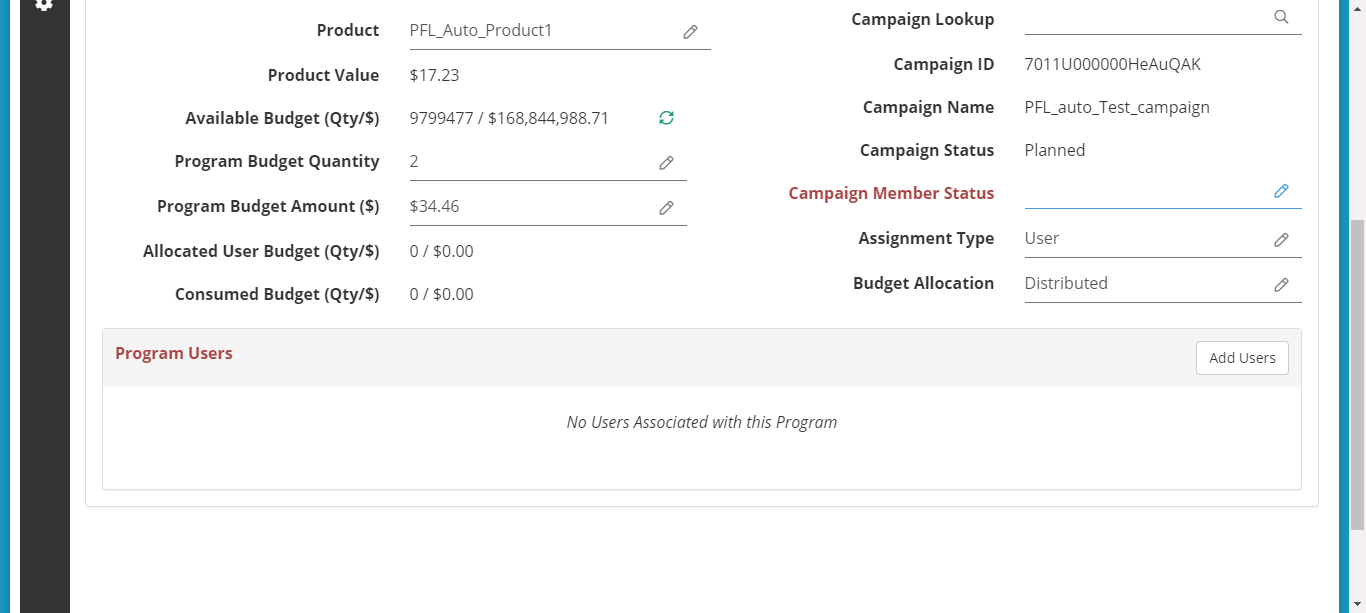 Product PFL_Auto_Product1
Product Value $17.23
Available Budget (Qty/$) 9799477 / $168,844,988.71
Program Budget Quantity 2
Program Budget Amount ($) $34.46
Allocated User Budget (Qty/$) 0 / $0.00
Consumed Budget (Qty/$) 0 / $0.00
Campaign Lookup
Campaign ID 7011U000000HeAuQAK
Campaign Name PFL_auto_Test_campaign
Campaign Status Planned
Campaign Member Status
Assignment Type User
Budget Allocation Distributed
Program Users
Add Users
No Users Associated with this Program